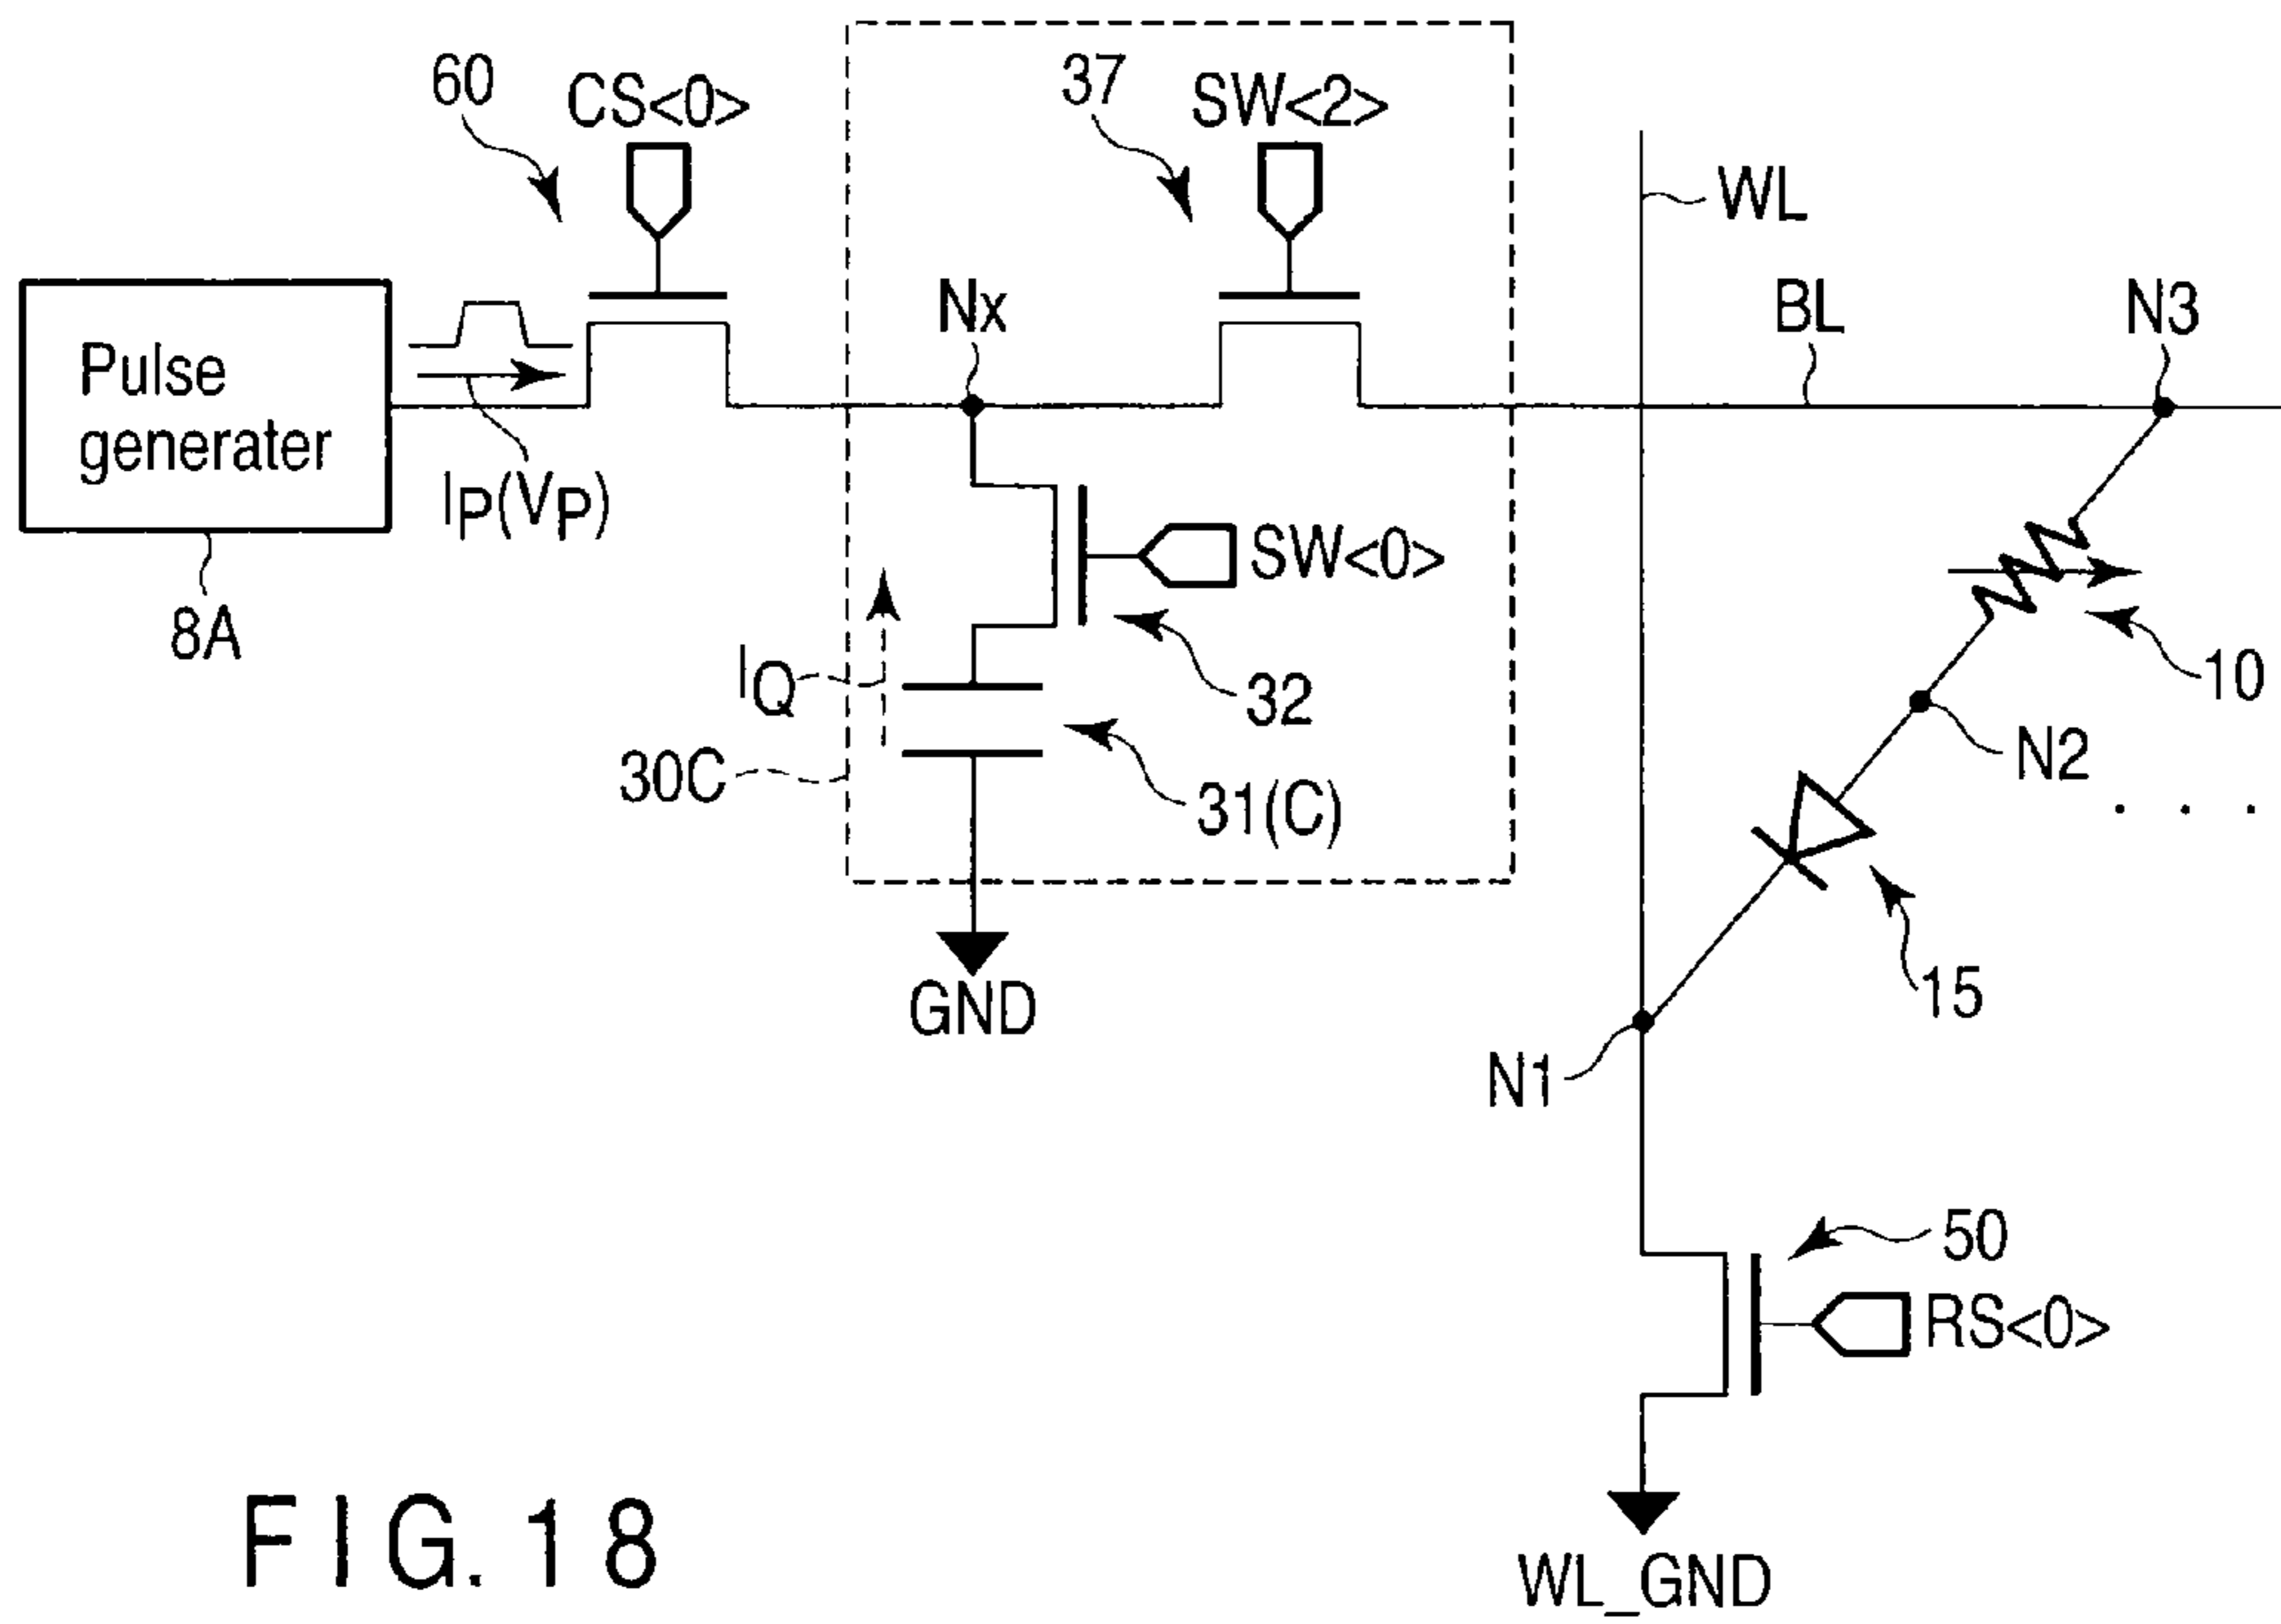 60
CS<0>
37
SW<2>
WL
Nx
BL
N3
Pulse
generater
IP(VP)
SW<0>
8A
IQ
32
10
30C
31(C)
N2
. . .
15
GND
N1
50
RS<0>
FIG. 18
WL_GND